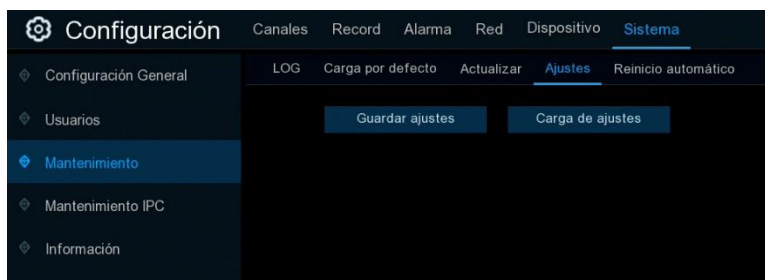 Configuración
Canales Record Alarma Red Dispositivo Sistema
Configuración General
Usuarios
Mantenimiento
Mantenimiento IPC
Información
LOG Carga por defecto Actualizar Ajustes Reinicio automático
Guardar ajustes Carga de ajustes